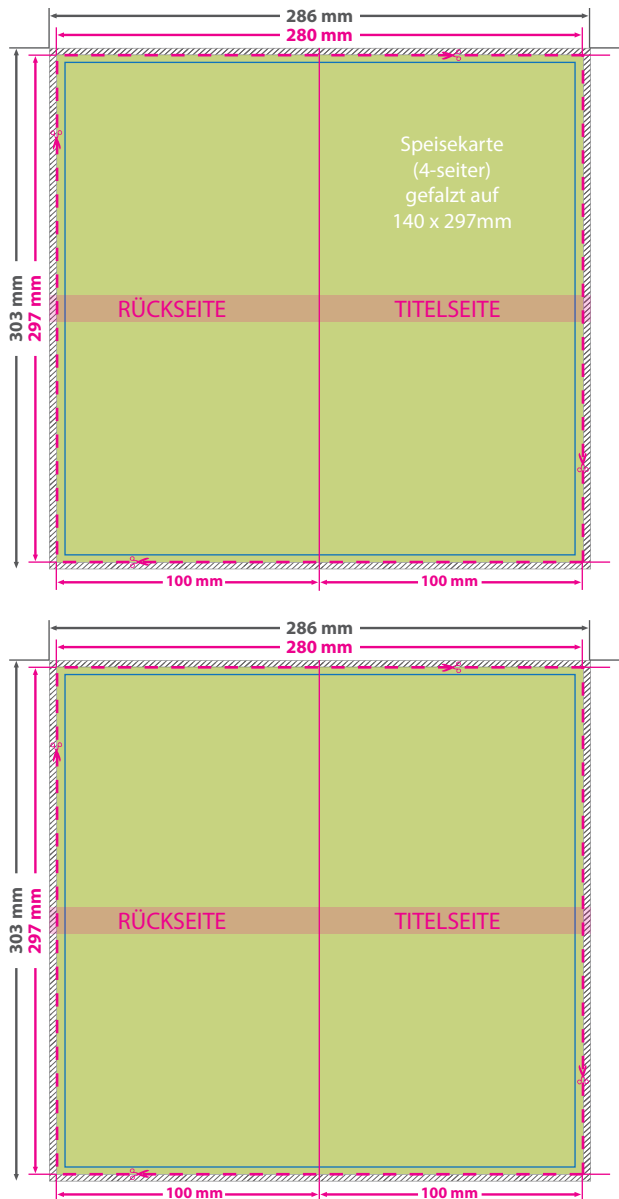 286 mm
280 mm
303 mm
297 mm
Speisekarte
(4-seiter)
gefalzt auf
140 x 297mm
RÜCKSEITE
TITELSEITE
100 mm
100 mm
286 mm
280 mm
303 mm
297 mm
RÜCKSEITE
TITELSEITE
100 mm
100 mm